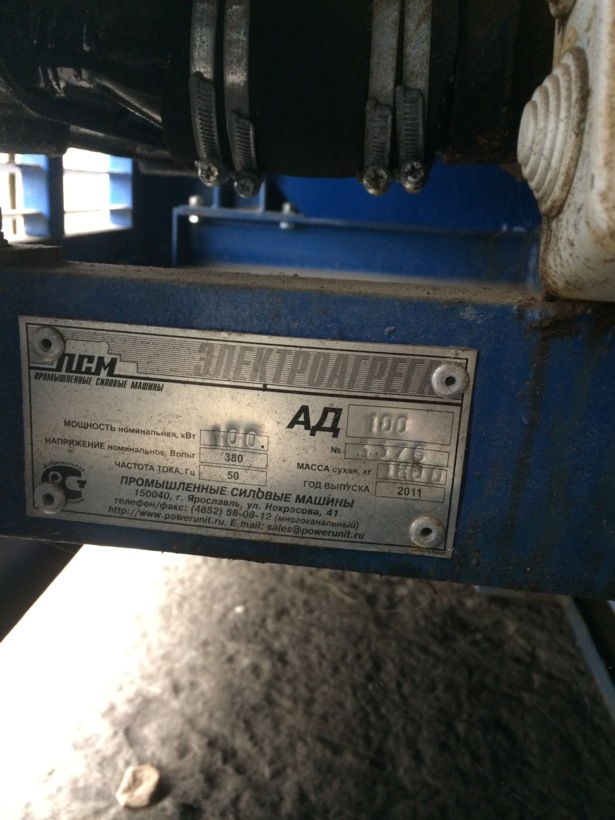 ПСМ
ПРОМЫШЛЕННЫЕ СИЛОВЫЕ МАШИНЫ
ЭЛЕКТРОАГРЕГАТ
АД 100
МОЩНОСТЬ номинальная, кВт 100.
№
НАПРЯЖЕНИЕ номинальное, Вольт 380
МАССА сухая, кг
ЧАСТОТА ТОКА. Гц 50
ГОД ВЫПУСКА 2011
ПРОМЫШЛЕННЫЕ СИЛОВЫЕ МАШИНЫ
150040, г. Ярославль, ул. Некрасова, 41
телефон/факс: (4852) 58-08-12 (многоканальный)
http://www.powerunit.ru. E-mail: sales@powerunit.ru